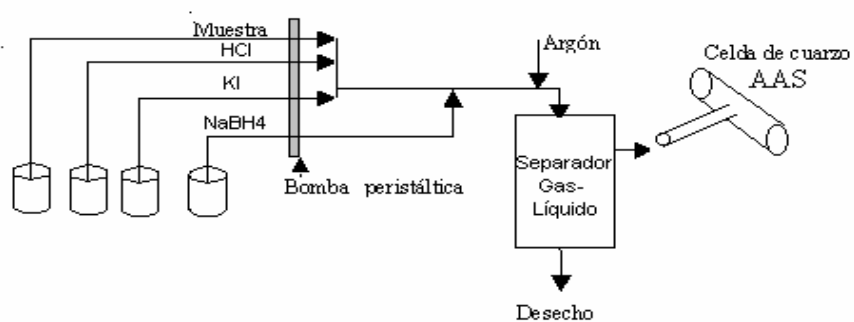 Muestra
HCl
KI
NaBH4
Bomba peristáltica
Argón
Separador
Gas-
Líquido
Desecho
Celda de cuarzo
AAS